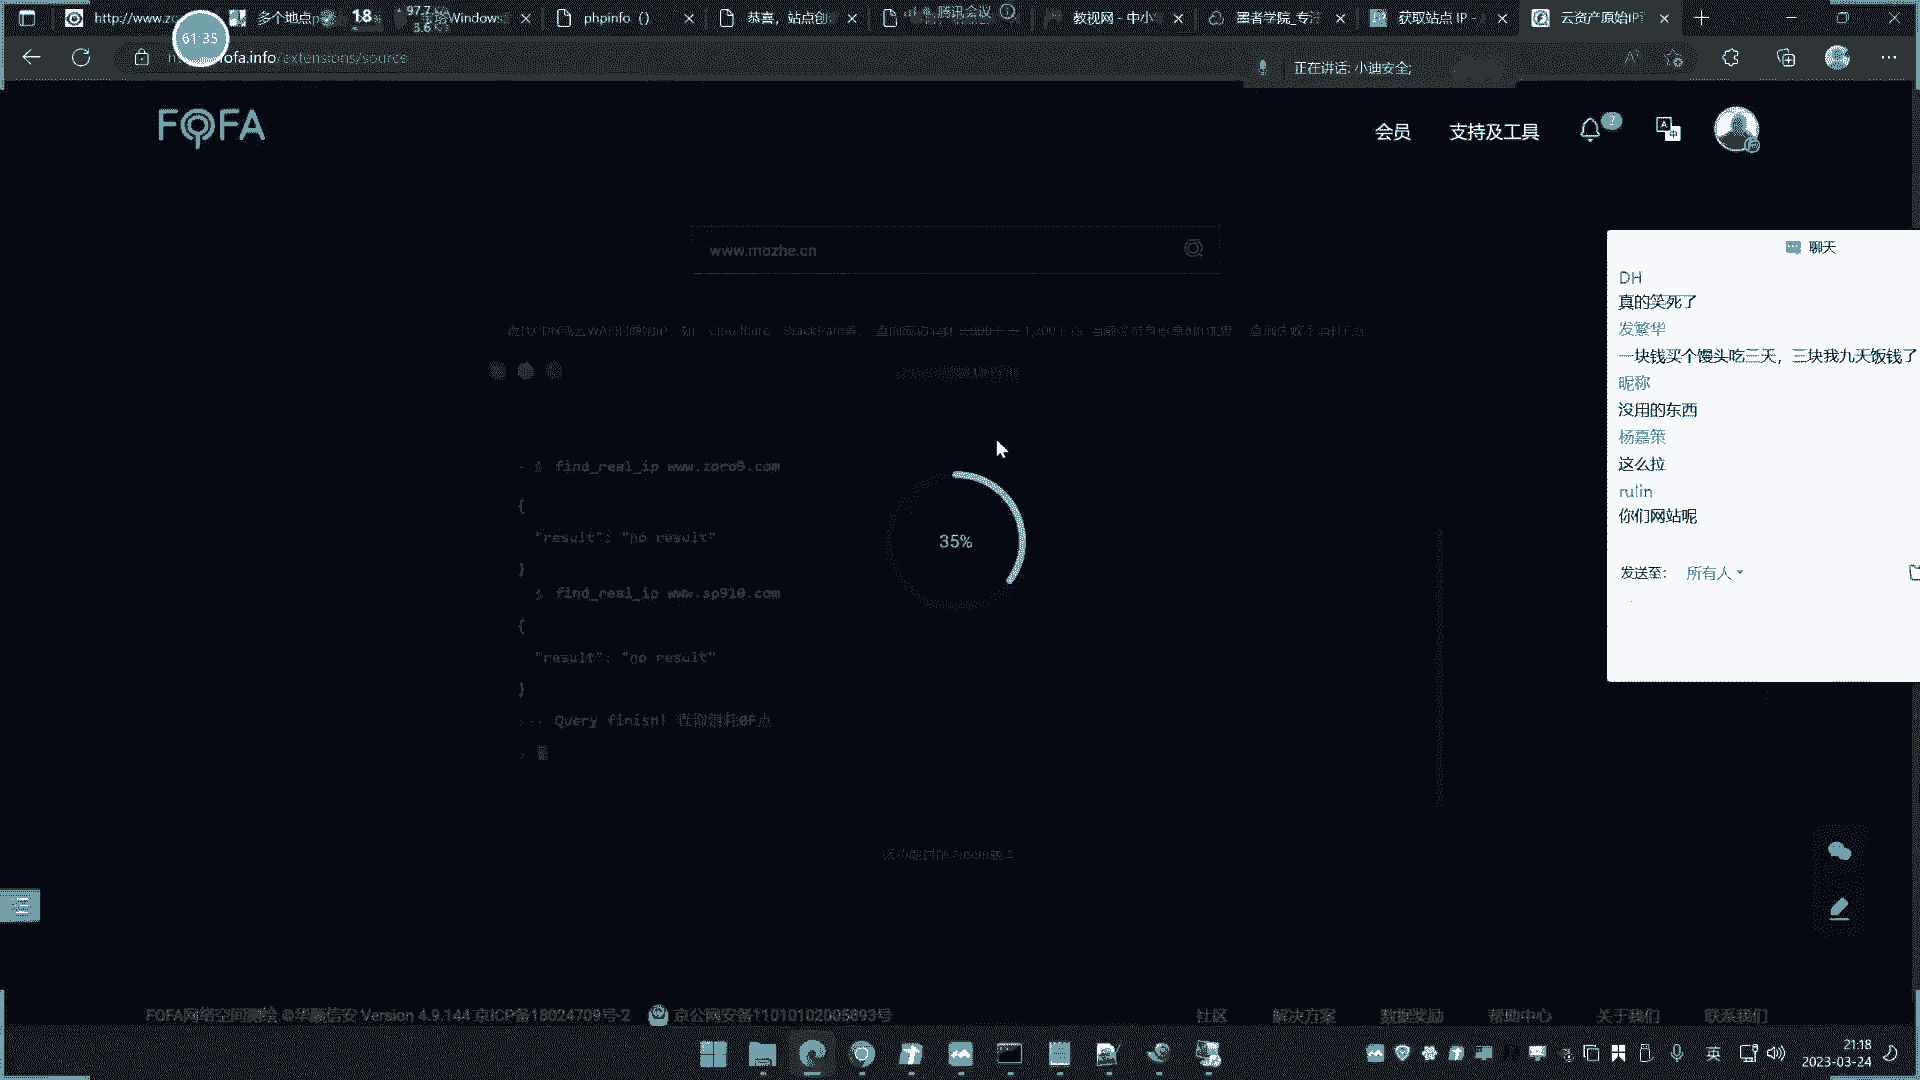 http://www.zo
多个地点p
18
97.7 K/s
3.6 K/s
Windows
phpinfo ()
恭喜，站点创
腾讯会议
教视网 - 中小
墨者学院_专注
获取站点 IP -
云资产原始IP
61:35
fofa.info/extensions/source
正在讲话: 小迪安全;
FOFA
会员
支持及工具
?
www.mozhe.cn
~ $ find_real_ip www.zoro9.com
{
"result": "no result"
}
$ find_real_ip www.sp910.com
{
"result": "no result"
}
Query finish!
35%
聊天
DH
真的笑死了
发繁华
一块钱买个馒头吃三天，三块我九天饭钱了
昵称
没用的东西
杨嘉策
这么拉
rulin
你们网站呢
发送至:
所有人
FOFA网络空间测绘 ©华顺信安 Version 4.9.144 京ICP备18024709号-2
京公网安备11010102005893号
社区
解决方案
数据奖励
帮助中心
关于我们
联系我们
英
21:18
2023-03-24